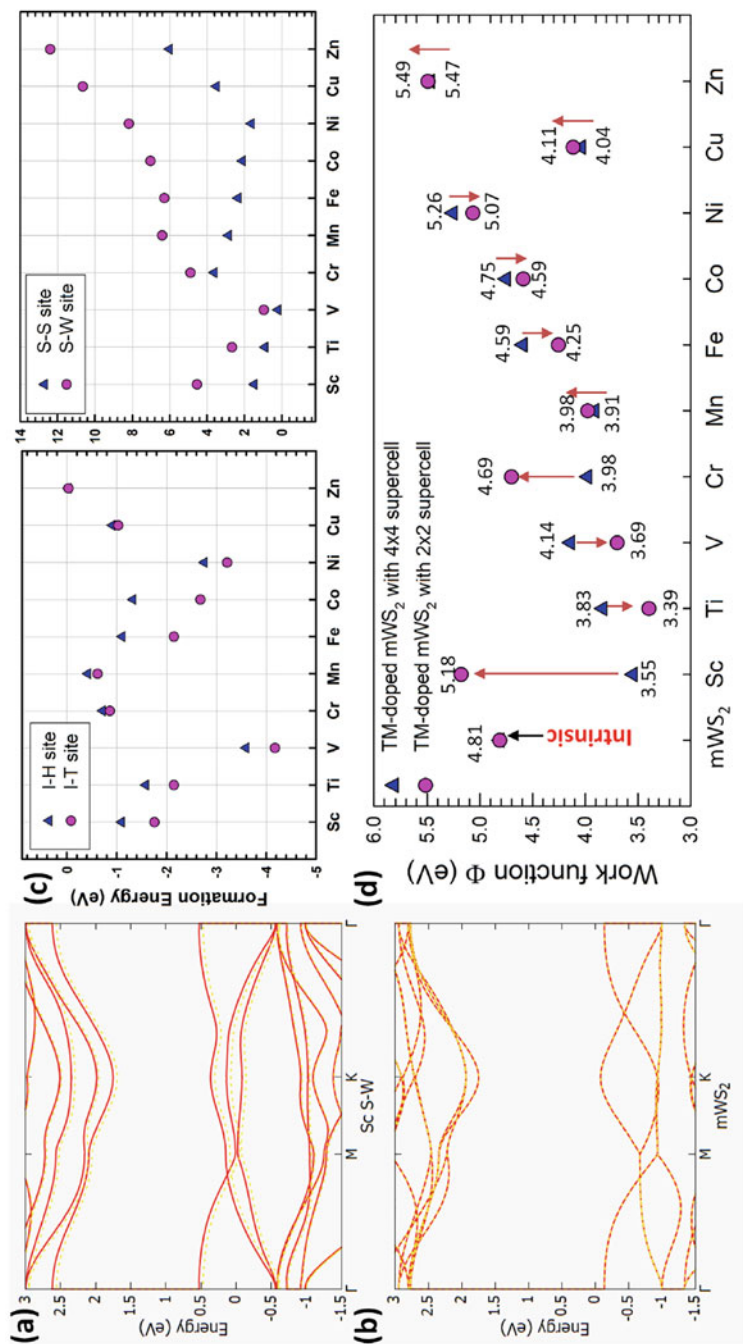 (a)
Energy (eV)
3
2.5
2
1.5
1
0.5
0
-0.5
-1
-1.5
Γ M K Γ
Sc S-W
(b)
Energy (eV)
3
2.5
2
1.5
1
0.5
0
-0.5
-1
-1.5
Γ M K Γ
mWS2
(c)
Formation Energy (eV)
0
-1
-2
-3
-4
-5
I-H site
I-T site
Sc Ti V Cr Mn Fe Co Ni Cu Zn
14
12
10
8
6
4
2
0
S-S site
S-W site
Sc Ti V Cr Mn Fe Co Ni Cu Zn
(d)
Work function Φ (eV)
6.0
5.5
5.0
4.5
4.0
3.5
3.0
TM-doped mWS2 with 4x4 supercell
TM-doped mWS2 with 2x2 supercell
4.81
Intrinsic
5.18
3.55
3.83
3.39
4.14
3.69
4.69
3.98
3.98
3.91
4.59
4.25
4.75
4.59
5.26
5.07
4.11
4.04
5.49
5.47
mWS2 Sc Ti V Cr Mn Fe Co Ni Cu Zn